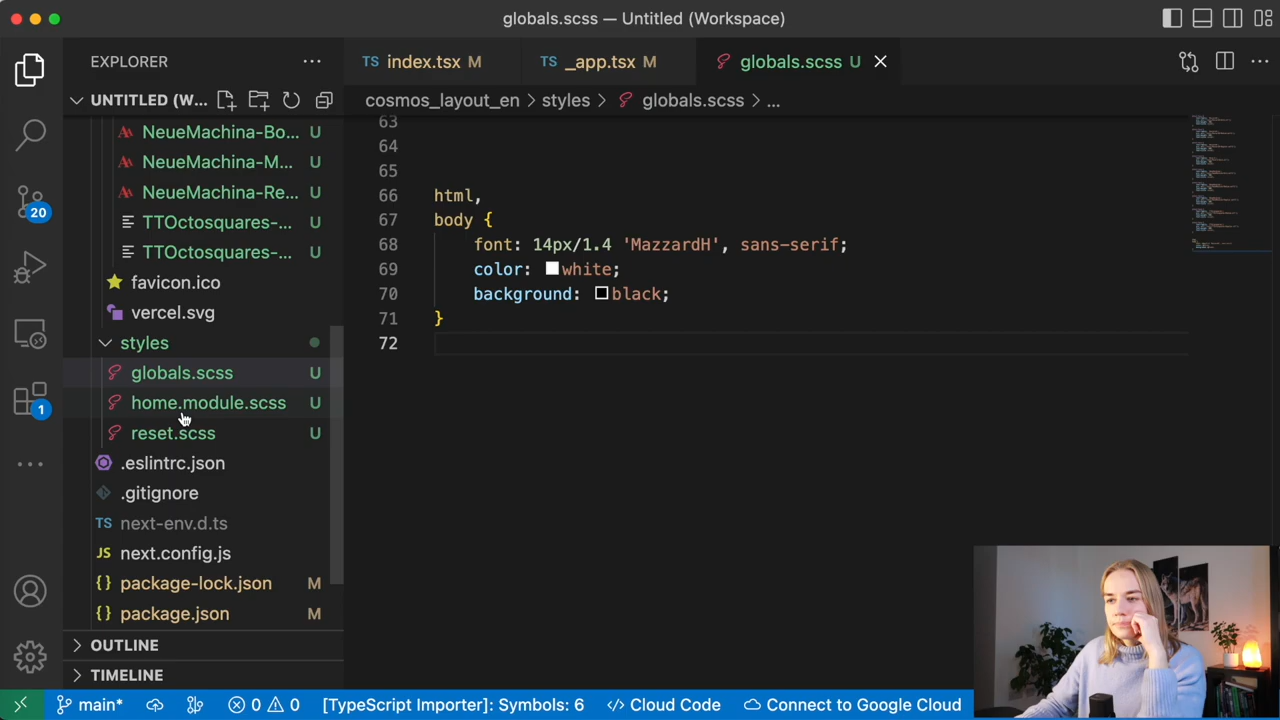 globals.scss — Untitled (Workspace)
EXPLORER
TS index.tsx M
TS _app.tsx M
globals.scss U
UNTITLED (W...
cosmos_layout_en > styles > globals.scss > ...
NeueMachina-Bo... U
NeueMachina-M... U
NeueMachina-Re... U
TTOctosquares-... U
TTOctosquares-... U
favicon.ico
vercel.svg
styles
globals.scss U
home.module.scss U
reset.scss U
.eslintrc.json
.gitignore
TS next-env.d.ts
JS next.config.js
{} package-lock.json M
{} package.json M
OUTLINE
TIMELINE
20
1
63
64
65
66 html,
67 body {
68 font: 14px/1.4 'MazzardH', sans-serif;
69 color: white;
70 background: black;
71 }
72
main* 0 0 [TypeScript Importer]: Symbols: 6 </> Cloud Code Connect to Google Cloud